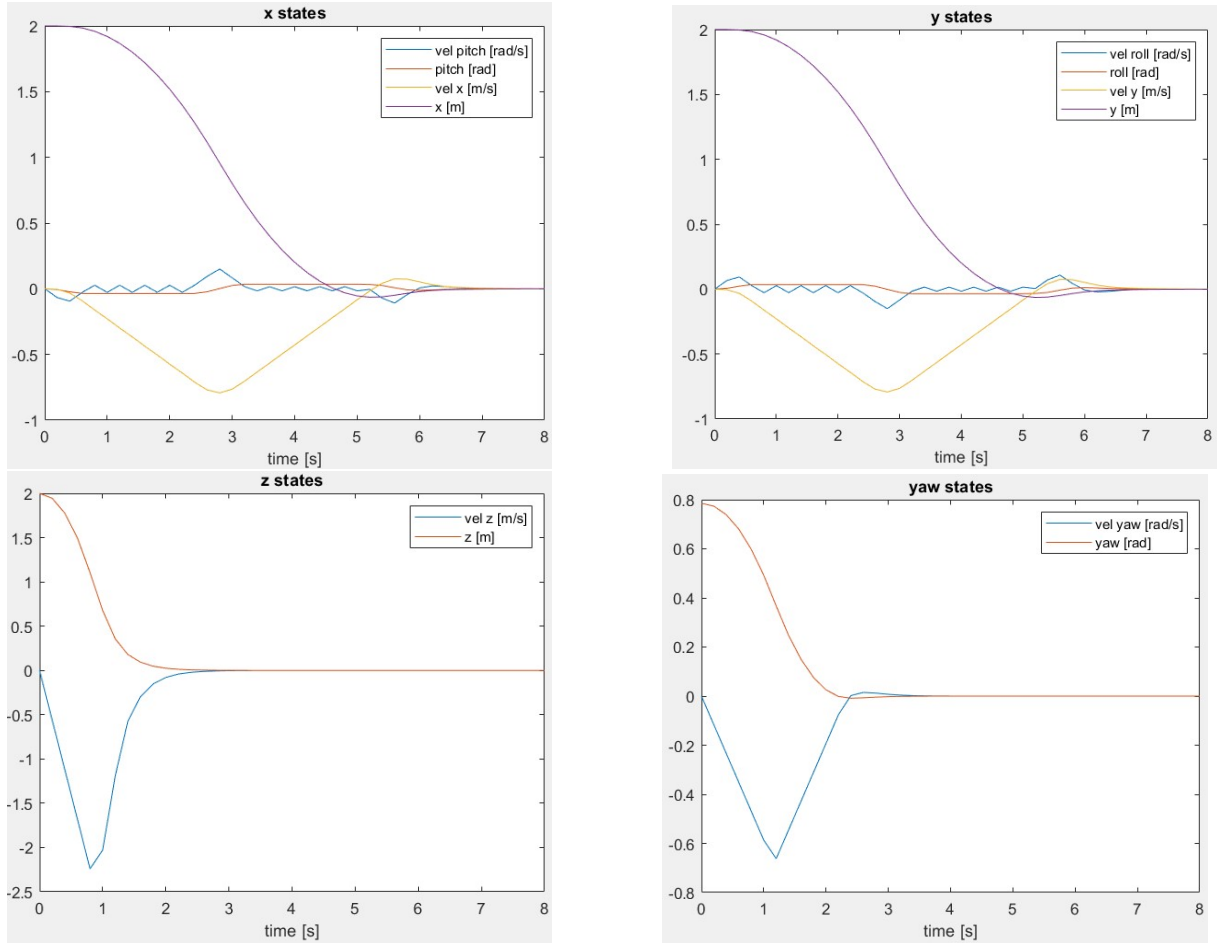 x states
2
1.5
1
0.5
0
-0.5
-1
0 1 2 3 4 5 6 7 8
time [s]
vel pitch [rad/s]
pitch [rad]
vel x [m/s]
x [m]
y states
2
1.5
1
0.5
0
-0.5
-1
0 1 2 3 4 5 6 7 8
time [s]
vel roll [rad/s]
roll [rad]
vel y [m/s]
y [m]
z states
2
1.5
1
0.5
0
-0.5
-1
-1.5
-2
-2.5
0 1 2 3 4 5 6 7 8
time [s]
vel z [m/s]
z [m]
yaw states
0.8
0.6
0.4
0.2
0
-0.2
-0.4
-0.6
-0.8
0 1 2 3 4 5 6 7 8
time [s]
vel yaw [rad/s]
yaw [rad]